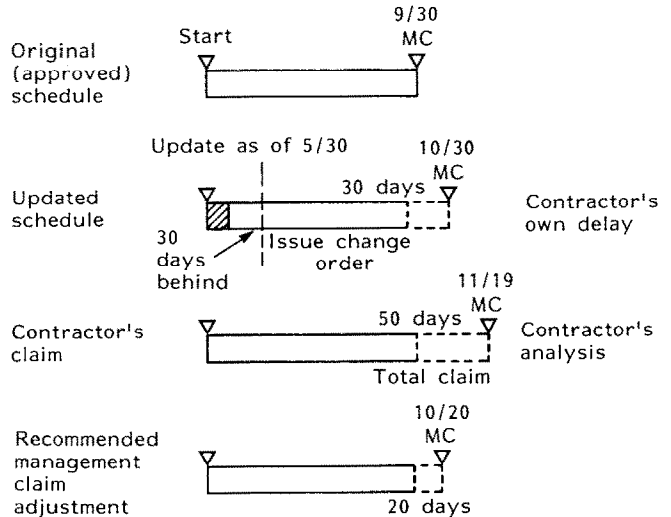 9/30
Start MC
Original
(approved)
schedule
Update as of 5/30
10/30
MC
30 days
Updated
schedule
Contractor's
own delay
30
days
behind
Issue change
order
11/19
MC
50 days
Contractor's
claim
Contractor's
analysis
Total claim
10/20
MC
Recommended
management
claim
adjustment
20 days